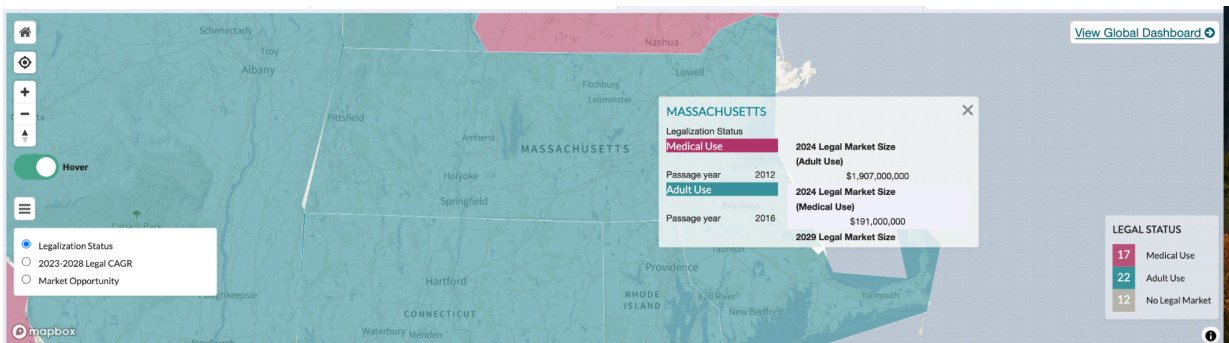 Schenectady
Troy
Albany
Nashua
View Global Dashboard
Fitchburg
Lowell
Leominster
Pittsfield
Amherst
MASSACHUSETTS
Holyoke
Springfield
Hover
Catskill Park
Legalization Status
2023-2028 Legal CAGR
Market Opportunity
MASSACHUSETTS
Legalization Status
Medical Use
Passage year 2012
Adult Use
Passage year 2016
2024 Legal Market Size
(Adult Use)
$1,907,000,000
2024 Legal Market Size
(Medical Use)
$191,000,000
2029 Legal Market Size
Brockton
Taunton
Providence
Hartford
RHODE
ISLAND
Fall River
New Bedford
Yarmouth
CONNECTICUT
Waterbury
Meriden
LEGAL STATUS
17 Medical Use
22 Adult Use
12 No Legal Market
mapbox